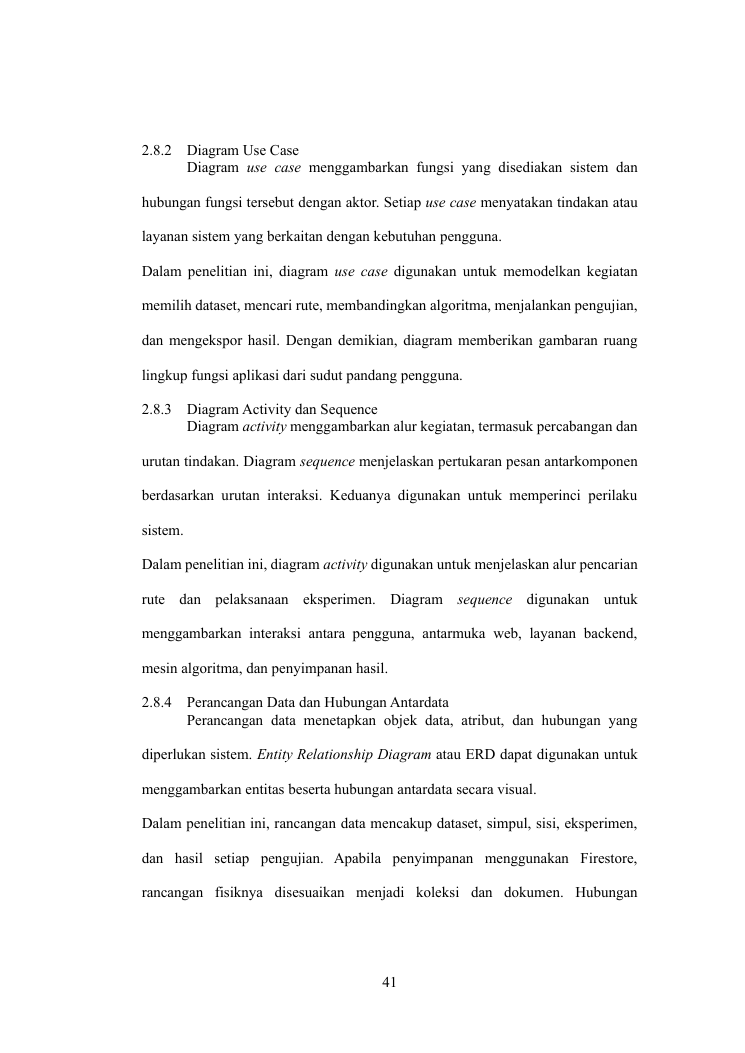 2.8.2 Diagram Use Case
Diagram use case menggambarkan fungsi yang disediakan sistem dan
hubungan fungsi tersebut dengan aktor. Setiap use case menyatakan tindakan atau
layanan sistem yang berkaitan dengan kebutuhan pengguna.
Dalam penelitian ini, diagram use case digunakan untuk memodelkan kegiatan
memilih dataset, mencari rute, membandingkan algoritma, menjalankan pengujian,
dan mengekspor hasil. Dengan demikian, diagram memberikan gambaran ruang
lingkup fungsi aplikasi dari sudut pandang pengguna.
2.8.3 Diagram Activity dan Sequence
Diagram activity menggambarkan alur kegiatan, termasuk percabangan dan
urutan tindakan. Diagram sequence menjelaskan pertukaran pesan antarkomponen
berdasarkan urutan interaksi. Keduanya digunakan untuk memperinci perilaku
sistem.
Dalam penelitian ini, diagram activity digunakan untuk menjelaskan alur pencarian
rute dan pelaksanaan eksperimen. Diagram sequence digunakan untuk
menggambarkan interaksi antara pengguna, antarmuka web, layanan backend,
mesin algoritma, dan penyimpanan hasil.
2.8.4 Perancangan Data dan Hubungan Antardata
Perancangan data menetapkan objek data, atribut, dan hubungan yang
diperlukan sistem. Entity Relationship Diagram atau ERD dapat digunakan untuk
menggambarkan entitas beserta hubungan antardata secara visual.
Dalam penelitian ini, rancangan data mencakup dataset, simpul, sisi, eksperimen,
dan hasil setiap pengujian. Apabila penyimpanan menggunakan Firestore,
rancangan fisiknya disesuaikan menjadi koleksi dan dokumen. Hubungan
41